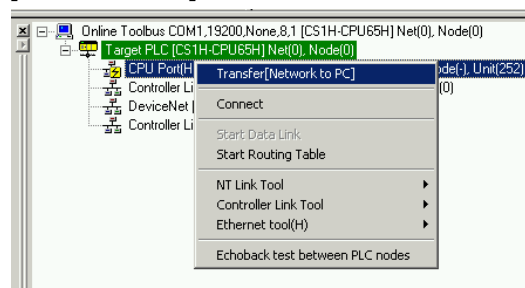 Online Toolbus COM1,19200,None,8,1 [CS1H-CPU65H] Net(0), Node(0)
Target PLC [CS1H-CPU65H] Net(0), Node(0)
CPU Port(H
ode(-), Unit(252)
Controller Li
(0)
DeviceNet
Controller Li
Transfer[Network to PC]
Connect
Start Data Link
Start Routing Table
NT Link Tool
Controller Link Tool
Ethernet tool(H)
Echoback test between PLC nodes